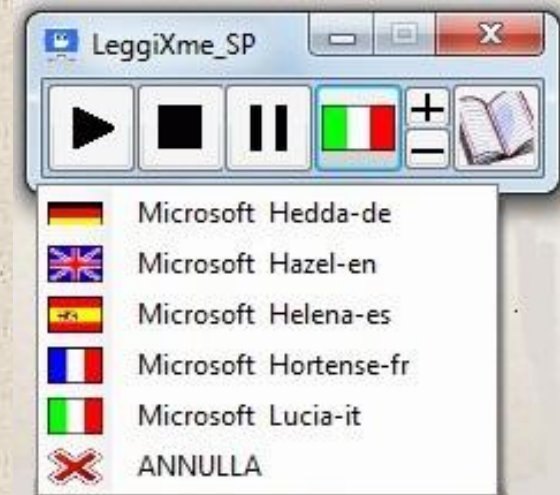 LeggiXme_SP
Microsoft Hedda-de
Microsoft Hazel-en
Microsoft Helena-es
Microsoft Hortense-fr
Microsoft Lucia-it
ANNULLA